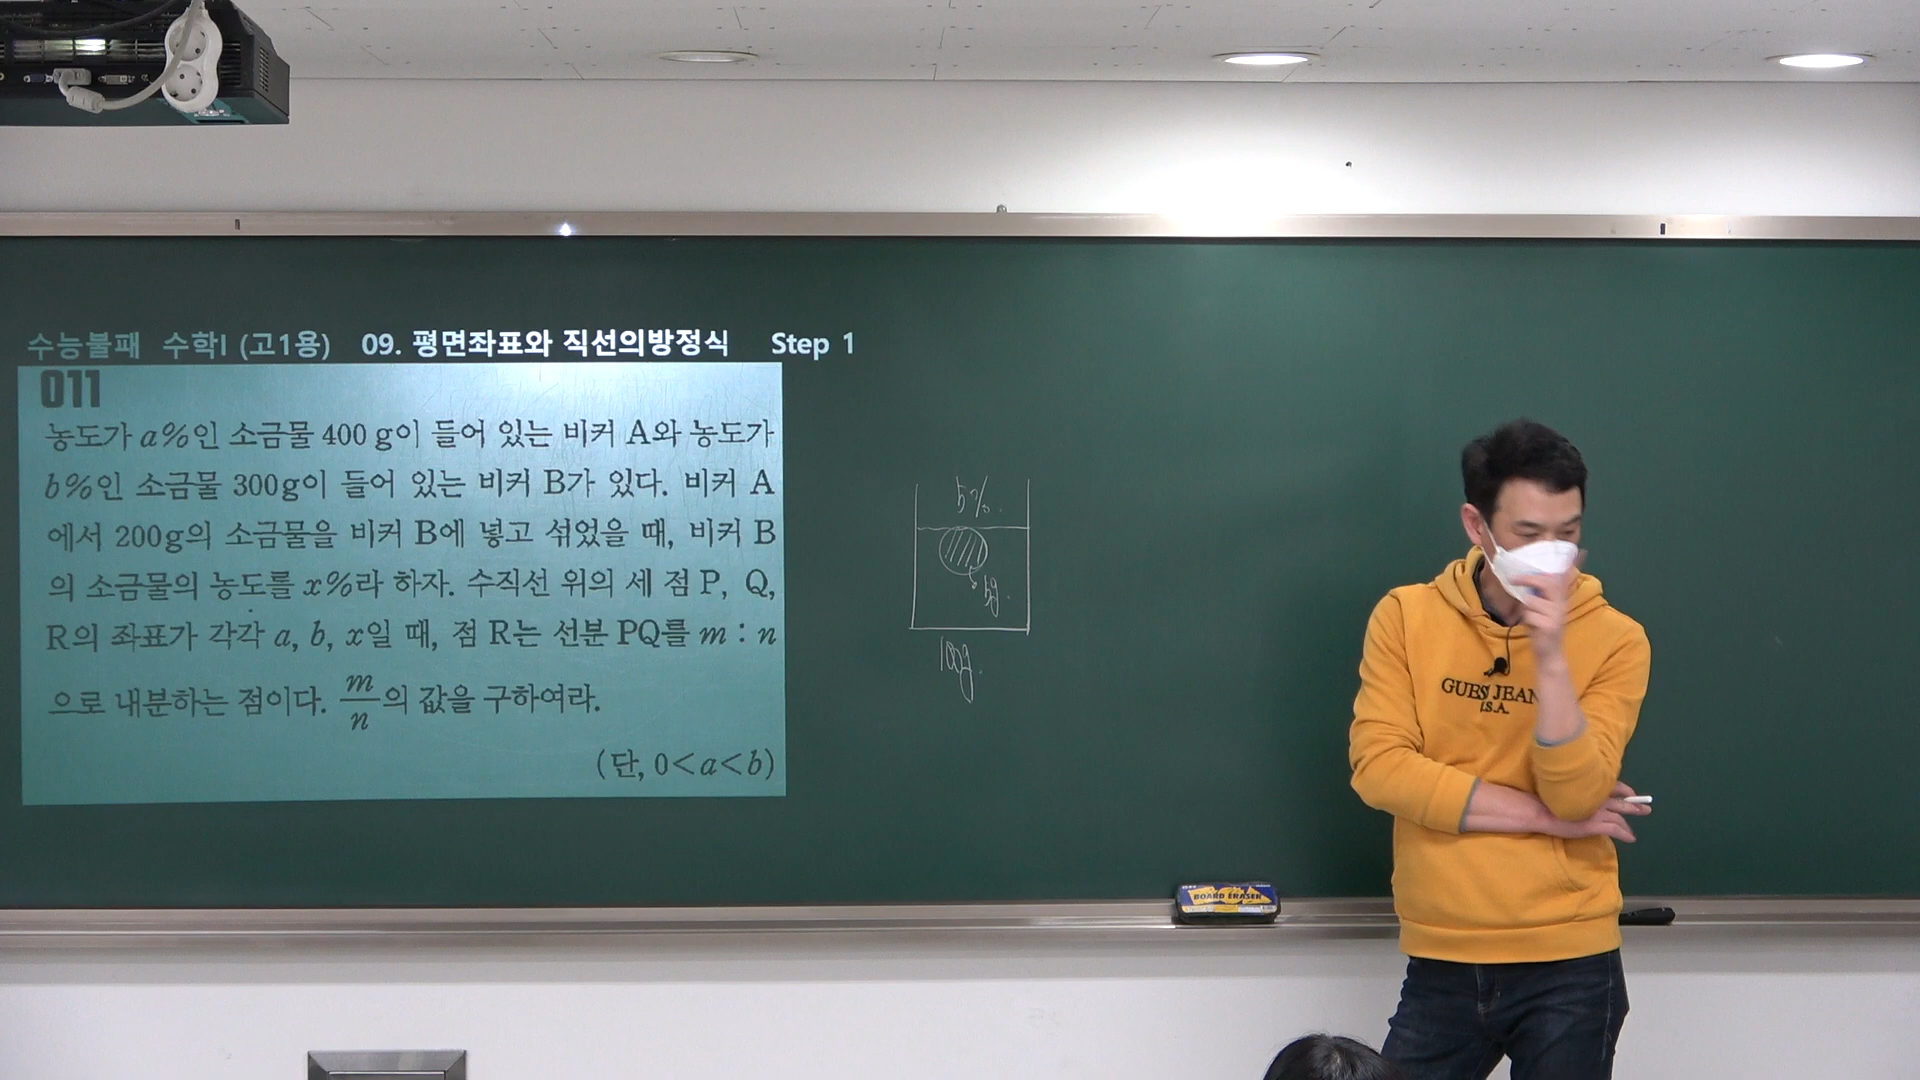 수능불패 수학I (고1용) 09. 평면좌표와 직선의방정식 Step 1
011
농도가 a%인 소금물 400 g이 들어 있는 비커 A와 농도가
b%인 소금물 300g이 들어 있는 비커 B가 있다. 비커 A
에서 200g의 소금물을 비커 B에 넣고 섞었을 때, 비커 B
의 소금물의 농도를 x%라 하자. 수직선 위의 세 점 P, Q,
R의 좌표가 각각 a, b, x일 때, 점 R는 선분 PQ를 m : n
으로 내분하는 점이다. m/n의 값을 구하여라.
(단, 0<a<b)
5%.
5g.
100g.
GUESS JEAN
U.S.A.
BOARD ERASER